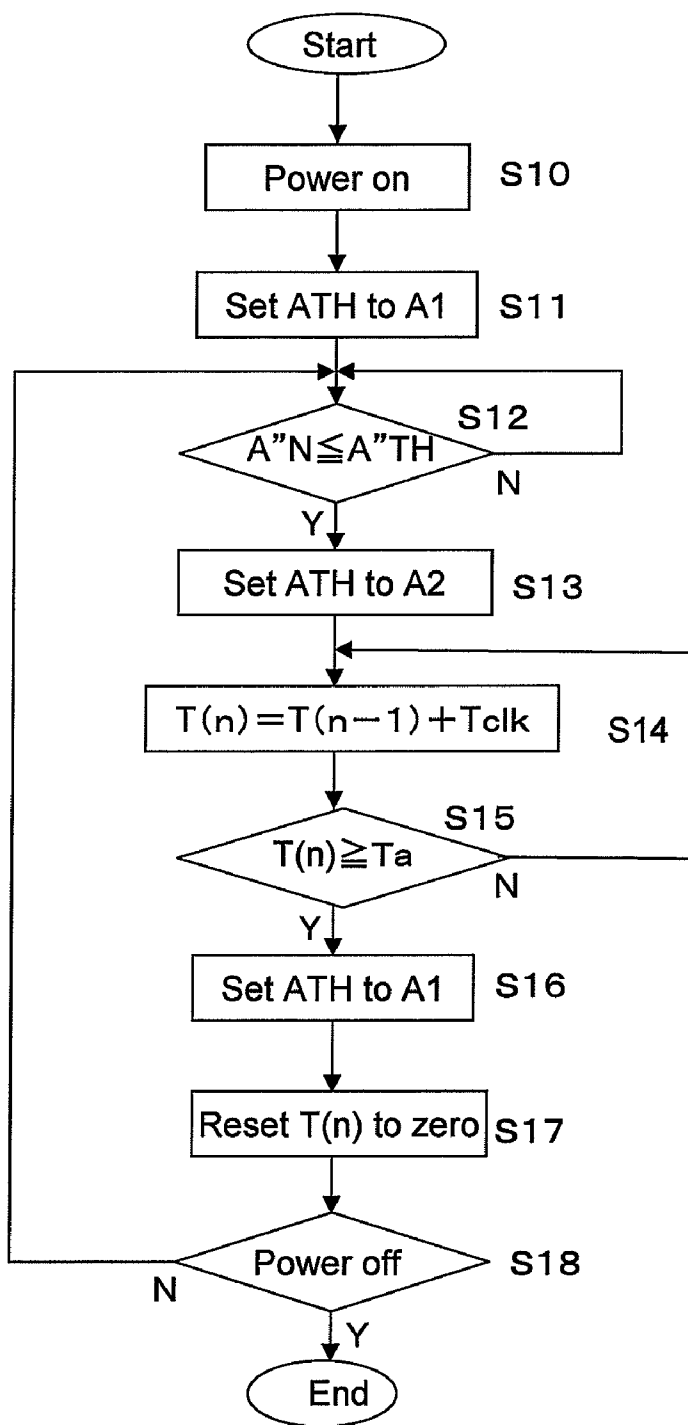 Start
Power on
S10
Set ATH to A1
S11
S12
A”N≦A”TH
N
Y
Set ATH to A2
S13
T(n)=T(n−1)+Tclk
S14
S15
T(n)≧Ta
N
Y
Set ATH to A1
S16
Reset T(n) to zero
S17
Power off
S18
N
Y
End